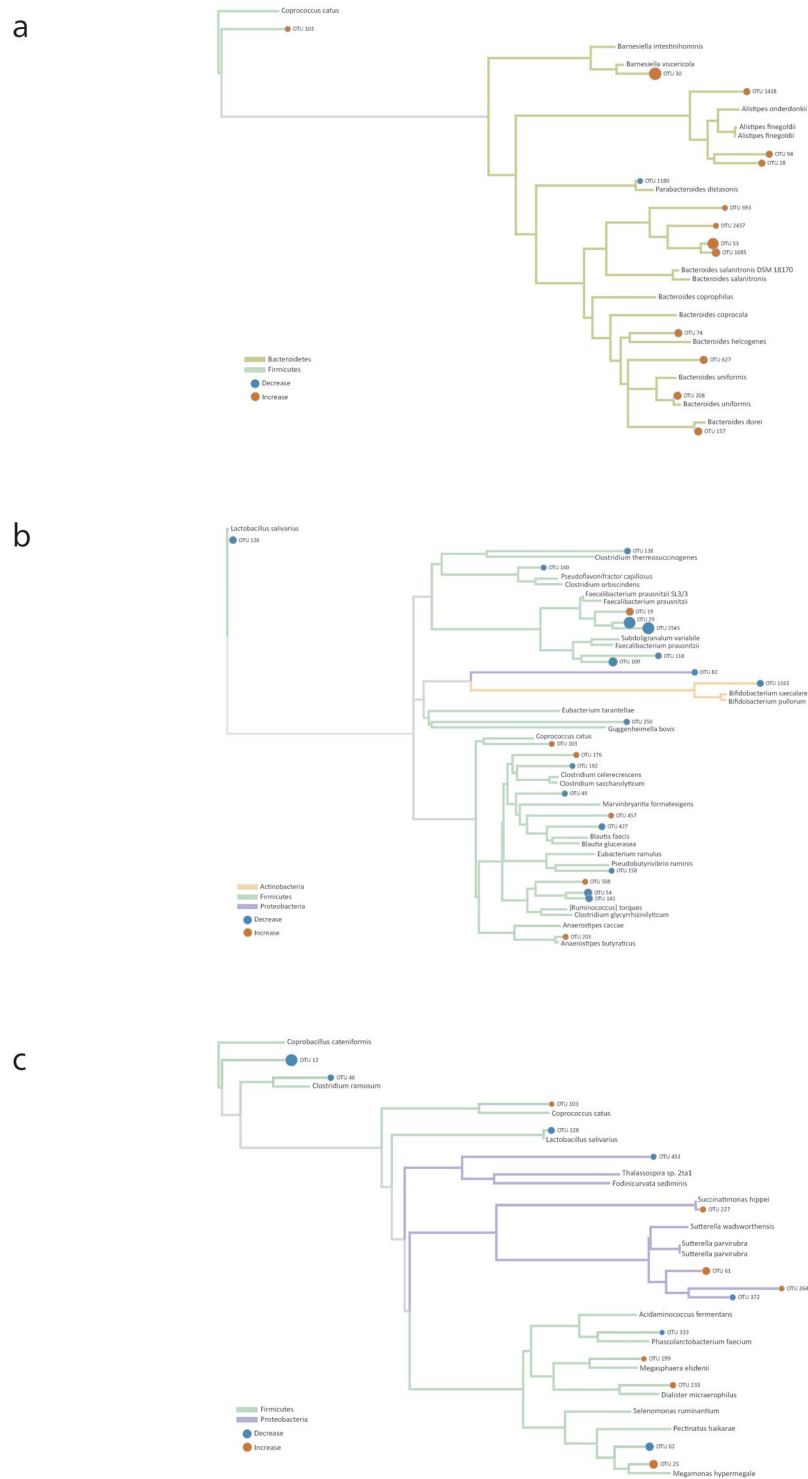 a
Coprococcus catus
OTU 103
Barnesiella intestinihominis
Barnesiella viscericola
OTU 30
OTU 1418
Alistipes onderdonkii
Alistipes finegoldii
Alistipes finegoldii
OTU 94
OTU 28
OTU 1180
Parabacteroides distasonis
OTU 693
OTU 2437
OTU 53
OTU 1085
Bacteroides salanitronis DSM 18170
Bacteroides salanitronis
Bacteroides coprophilus
Bacteroides coprocola
OTU 74
Bacteroides helcogenes
OTU 627
Bacteroides uniformis
OTU 208
Bacteroides uniformis
Bacteroides dorei
OTU 157
Bacteroidetes
Firmicutes
Decrease
Increase
b
Lactobacillus salivarius
OTU 138
OTU 138
Clostridium thermosuccinogenes
OTU 160
Pseudoflavonifractor capillosus
Clostridium orbiscindens
Faecalibacterium prausnitzii SL3/3
Faecalibacterium prausnitzii
OTU 19
OTU 29
OTU 2545
Subdoligranulum variabile
Faecalibacterium prausnitzii
OTU 118
OTU 109
OTU 82
OTU 1163
Bifidobacterium saeculare
Bifidobacterium pullorum
Eubacterium tarantellae
OTU 250
Guggenheimella bovis
Coprococcus catus
OTU 103
OTU 176
OTU 182
Clostridium celerecrescens
Clostridium saccharolyticum
OTU 49
Marvinbryantia formatexigens
OTU 457
OTU 427
Blautia faecis
Blautia glucerasea
Eubacterium ramulus
Pseudobutyrivibrio ruminis
OTU 158
OTU 508
OTU 54
OTU 141
[Ruminococcus] torques
Clostridium glycyrrhizinilyticum
Anaerostipes caccae
OTU 203
Anaerostipes butyraticus
Actinobacteria
Firmicutes
Proteobacteria
Decrease
Increase
c
Coprobacillus cateniformis
OTU 12
OTU 46
Clostridium ramosum
OTU 103
Coprococcus catus
OTU 128
Lactobacillus salivarius
OTU 451
Thalassospira sp. 2ta1
Fodinicurvata sediminis
Succinatimonas hippei
OTU 227
Sutterella wadsworthensis
Sutterella parvirubra
Sutterella parvirubra
OTU 61
OTU 364
OTU 372
Acidaminococcus fermentans
OTU 333
Phascolarctobacterium faecium
OTU 199
Megasphaera elsdenii
OTU 233
Dialister micraerophilus
Selenomonas ruminantium
Pectinatus haikarae
OTU 62
OTU 25
Megamonas hypermegale
Firmicutes
Proteobacteria
Decrease
Increase